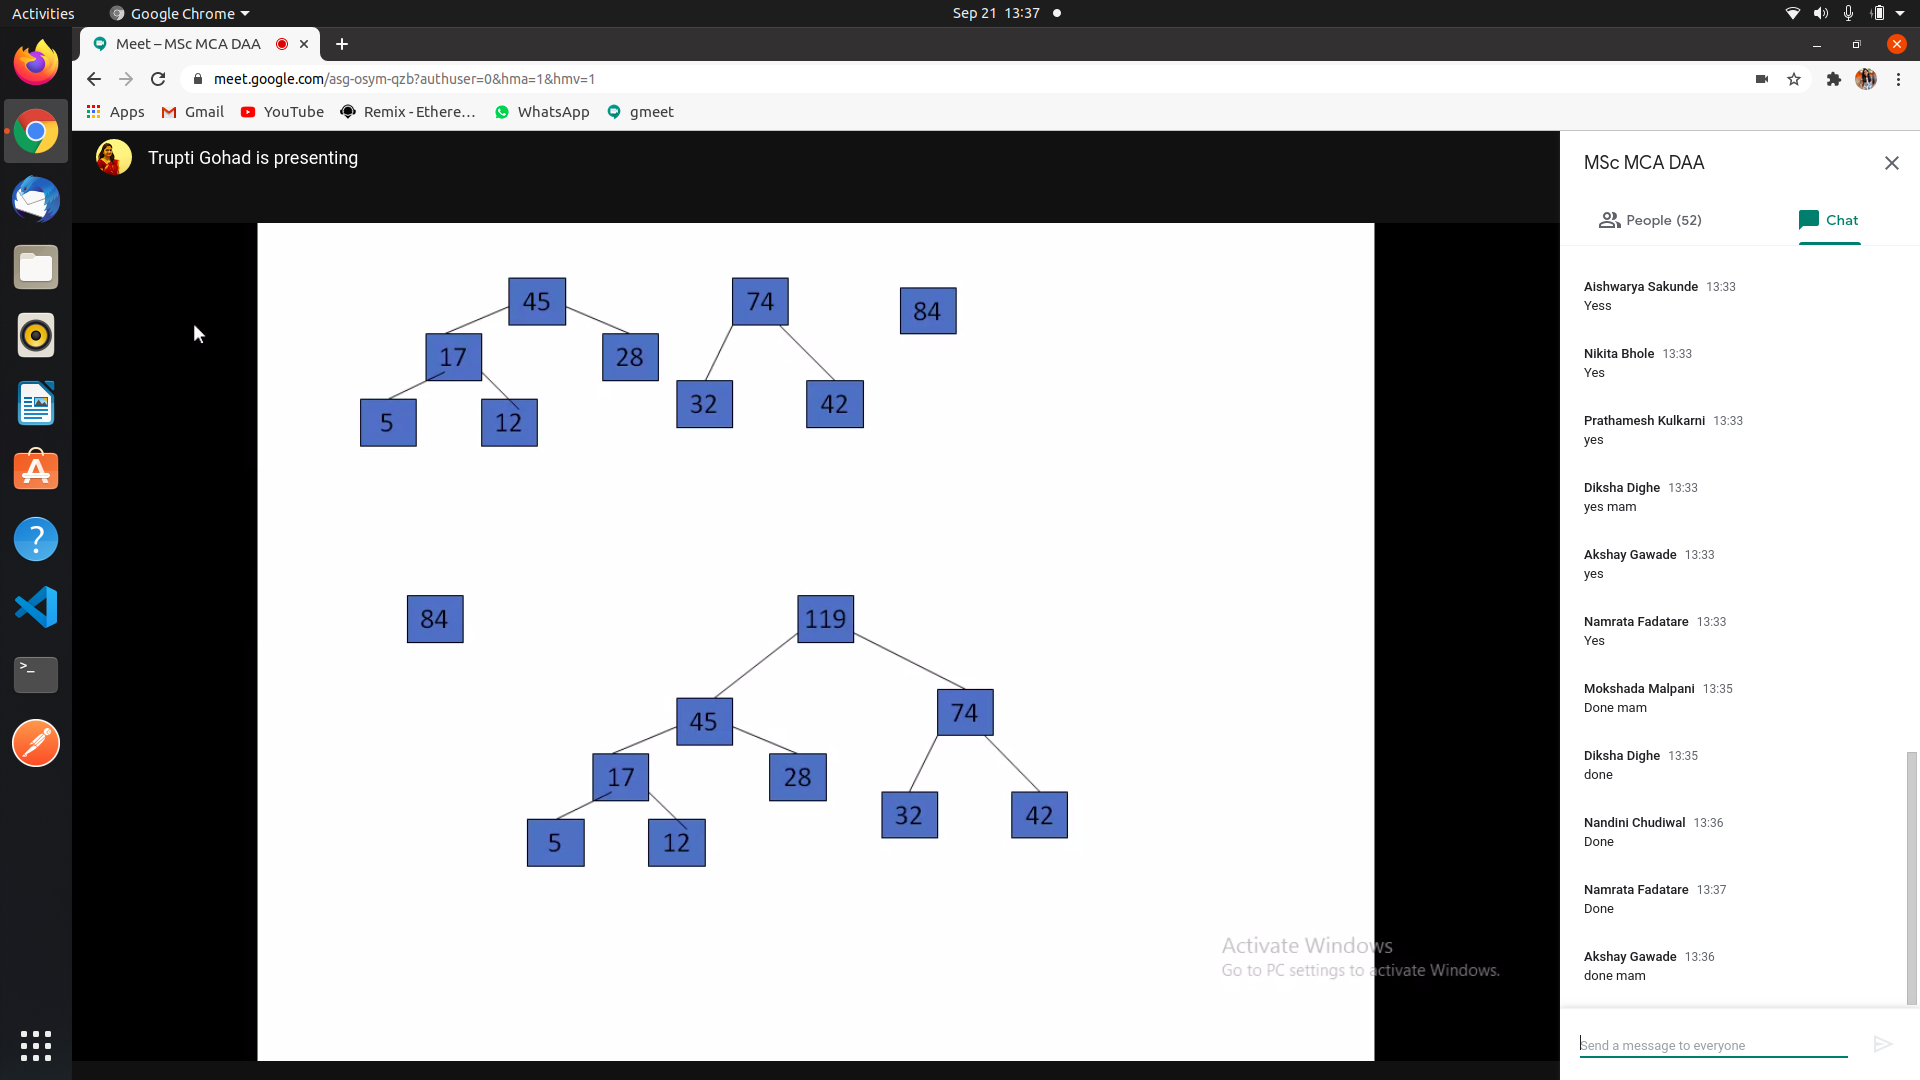 Activities
Google Chrome
Sep 21 13:37
Meet – MSc MCA DAA
meet.google.com/asg-osym-qzb?authuser=0&hma=1&hmv=1
Apps
Gmail
YouTube
Remix - Ethere…
WhatsApp
gmeet
Trupti Gohad is presenting
45
74
84
17
28
32
42
5
12
84
119
45
74
17
28
32
42
5
12
Activate Windows
Go to PC settings to activate Windows.
MSc MCA DAA
People (52)
Chat
Aishwarya Sakunde 13:33
Yess
Nikita Bhole 13:33
Yes
Prathamesh Kulkarni 13:33
yes
Diksha Dighe 13:33
yes mam
Akshay Gawade 13:33
yes
Namrata Fadatare 13:33
Yes
Mokshada Malpani 13:35
Done mam
Diksha Dighe 13:35
done
Nandini Chudiwal 13:36
Done
Namrata Fadatare 13:37
Done
Akshay Gawade 13:36
done mam
Send a message to everyone